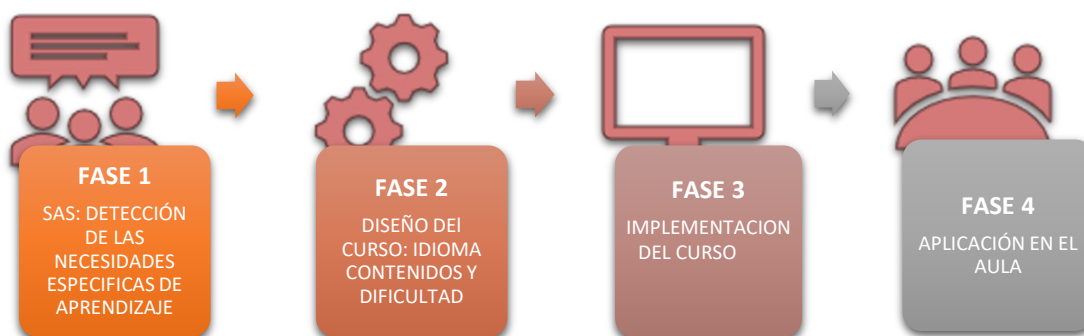 FASE 1
SAS: DETECCIÓN
DE LAS
NECESIDADES
ESPECIFICAS DE
APRENDIZAJE
FASE 2
DISEÑO DEl
CURSO: IDIOMA
CONTENIDOS Y
DIFICULTAD
FASE 3
IMPLEMENTACION
DEL CURSO
FASE 4
APLICACIÓN EN EL
AULA